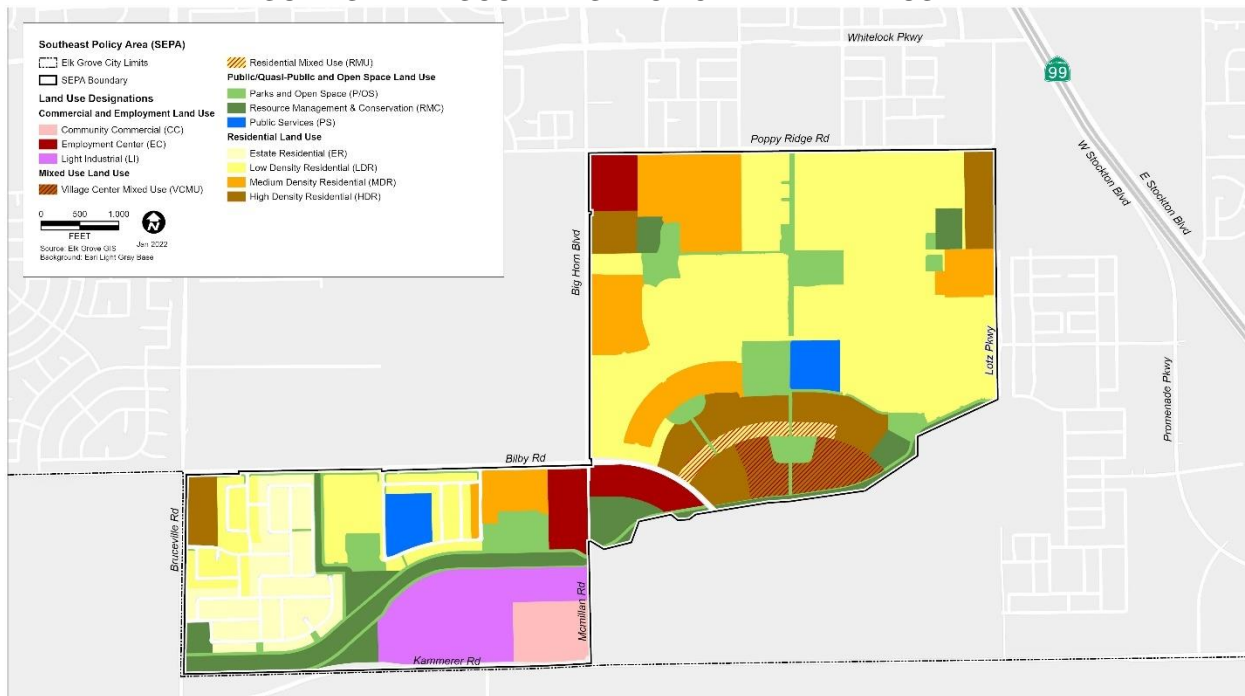 Southeast Policy Area (SEPA)
Elk Grove City Limits
SEPA Boundary
Land Use Designations
Commercial and Employment Land Use
Community Commercial (CC)
Employment Center (EC)
Light Industrial (LI)
Mixed Use Land Use
Village Center Mixed Use (VCMU)
Residential Mixed Use (RMU)
Public/Quasi-Public and Open Space Land Use
Parks and Open Space (P/OS)
Resource Management & Conservation (RMC)
Public Services (PS)
Residential Land Use
Estate Residential (ER)
Low Density Residential (LDR)
Medium Density Residential (MDR)
High Density Residential (HDR)
0 500 1,000
FEET
N
Jan 2022
Source: Elk Grove GIS
Background: Esri Light Gray Base
Whitelock Pkwy
99
Poppy Ridge Rd
W Stockton Blvd
E Stockton Blvd
Big Horn Blvd
Lotz Pkwy
Promenade Pkwy
Bilby Rd
Bruceville Rd
Mcmillan Rd
Kammerer Rd